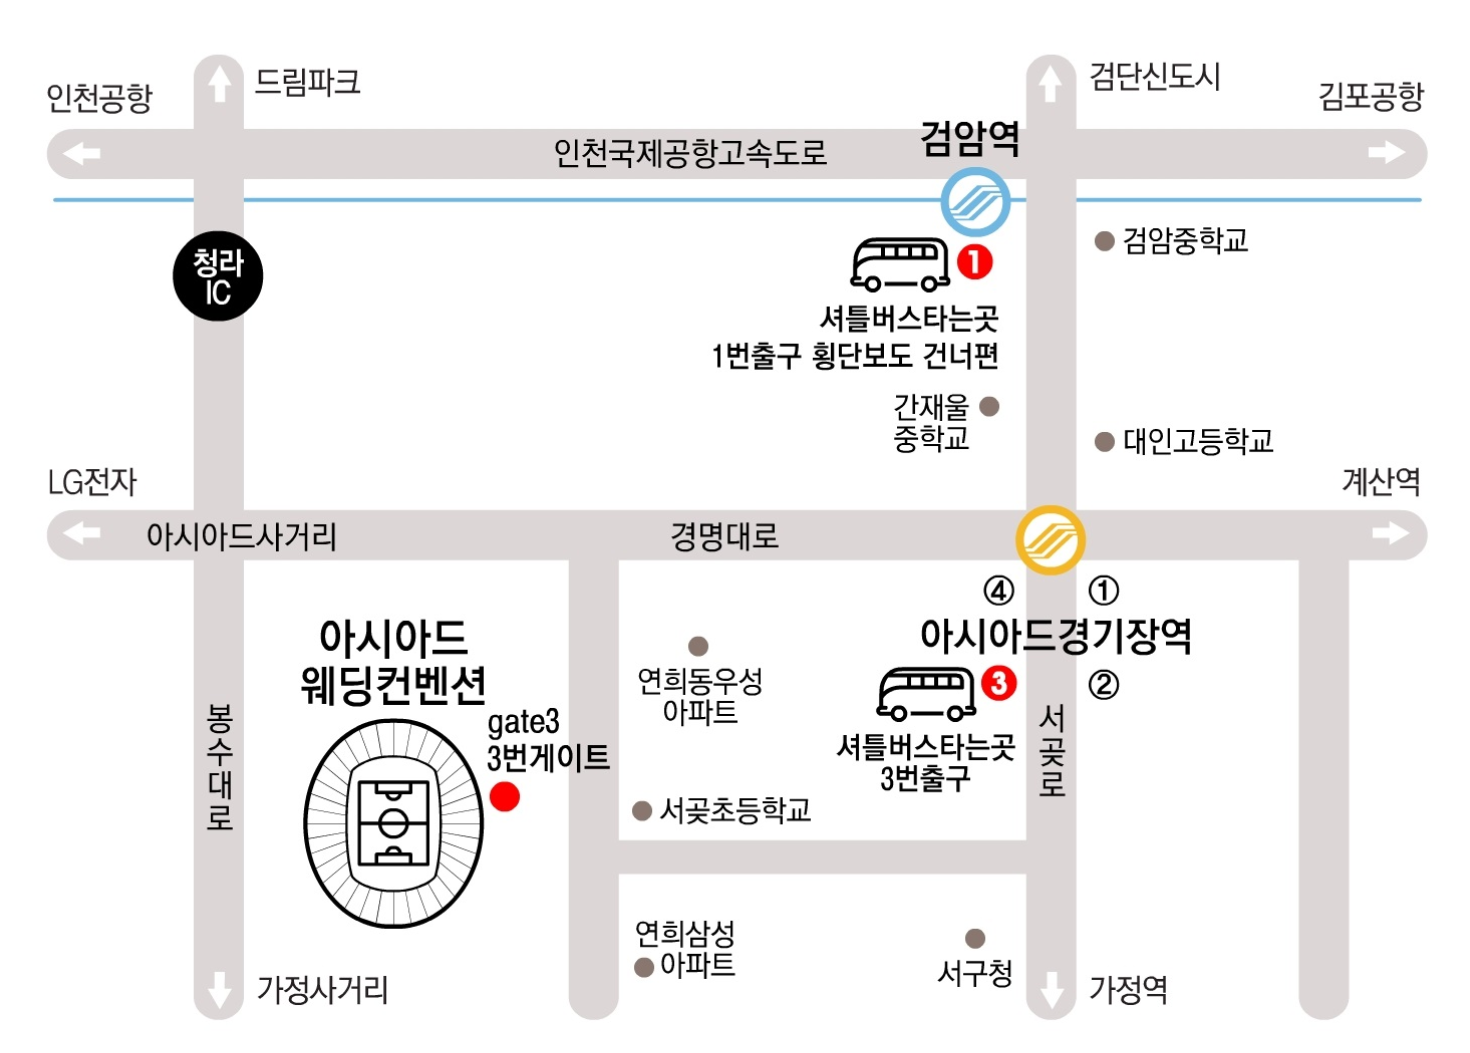 드림파크
검단신도시
인천공항
김포공항
검암역
인천국제공항고속도로
청라
IC
1
검암중학교
셔틀버스타는곳
1번출구 횡단보도 건너편
간재울
중학교
대인고등학교
LG전자
계산역
아시아드사거리
경명대로
④
①
아시아드경기장역
3
②
셔틀버스타는곳
3번출구
아시아드
웨딩컨벤션
gate3
3번게이트
연희동우성
아파트
봉수대로
서곶로
서곶초등학교
연희삼성
아파트
서구청
가정사거리
가정역